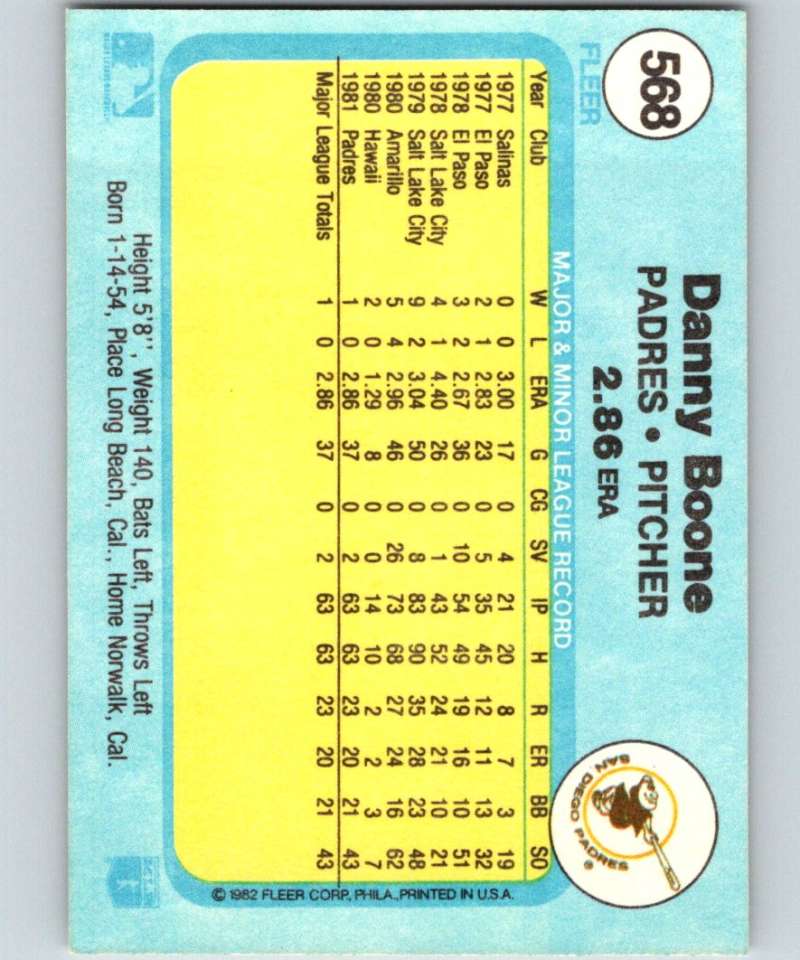 568
FLEER
Danny Boone
PADRES • PITCHER
2.86 ERA
SAN DIEGO PADRES ®
MAJOR & MINOR LEAGUE RECORD
Year Club W L ERA G CG SV IP H R ER BB SO
1977 Salinas 0 0 3.00 17 0 4 21 20 8 7 3 19
1977 El Paso 2 1 2.83 23 0 5 35 45 12 11 13 32
1978 El Paso 3 2 2.67 36 0 10 54 49 19 16 10 51
1978 Salt Lake City 4 1 4.40 26 0 1 43 52 24 21 10 21
1979 Salt Lake City 9 2 3.04 50 0 8 83 90 35 28 23 48
1980 Amarillo 5 4 2.96 46 0 26 73 68 27 24 16 62
1980 Hawaii 2 0 1.29 8 0 0 14 10 2 2 3 7
1981 Padres 1 0 2.86 37 0 2 63 63 23 20 21 43
Major League Totals 1 0 2.86 37 0 2 63 63 23 20 21 43
© 1982 FLEER CORP., PHILA., PRINTED IN U.S.A.
Height 5'8'', Weight 140, Bats Left, Throws Left
Born 1-14-54, Place Long Beach, Cal., Home Norwalk, Cal.